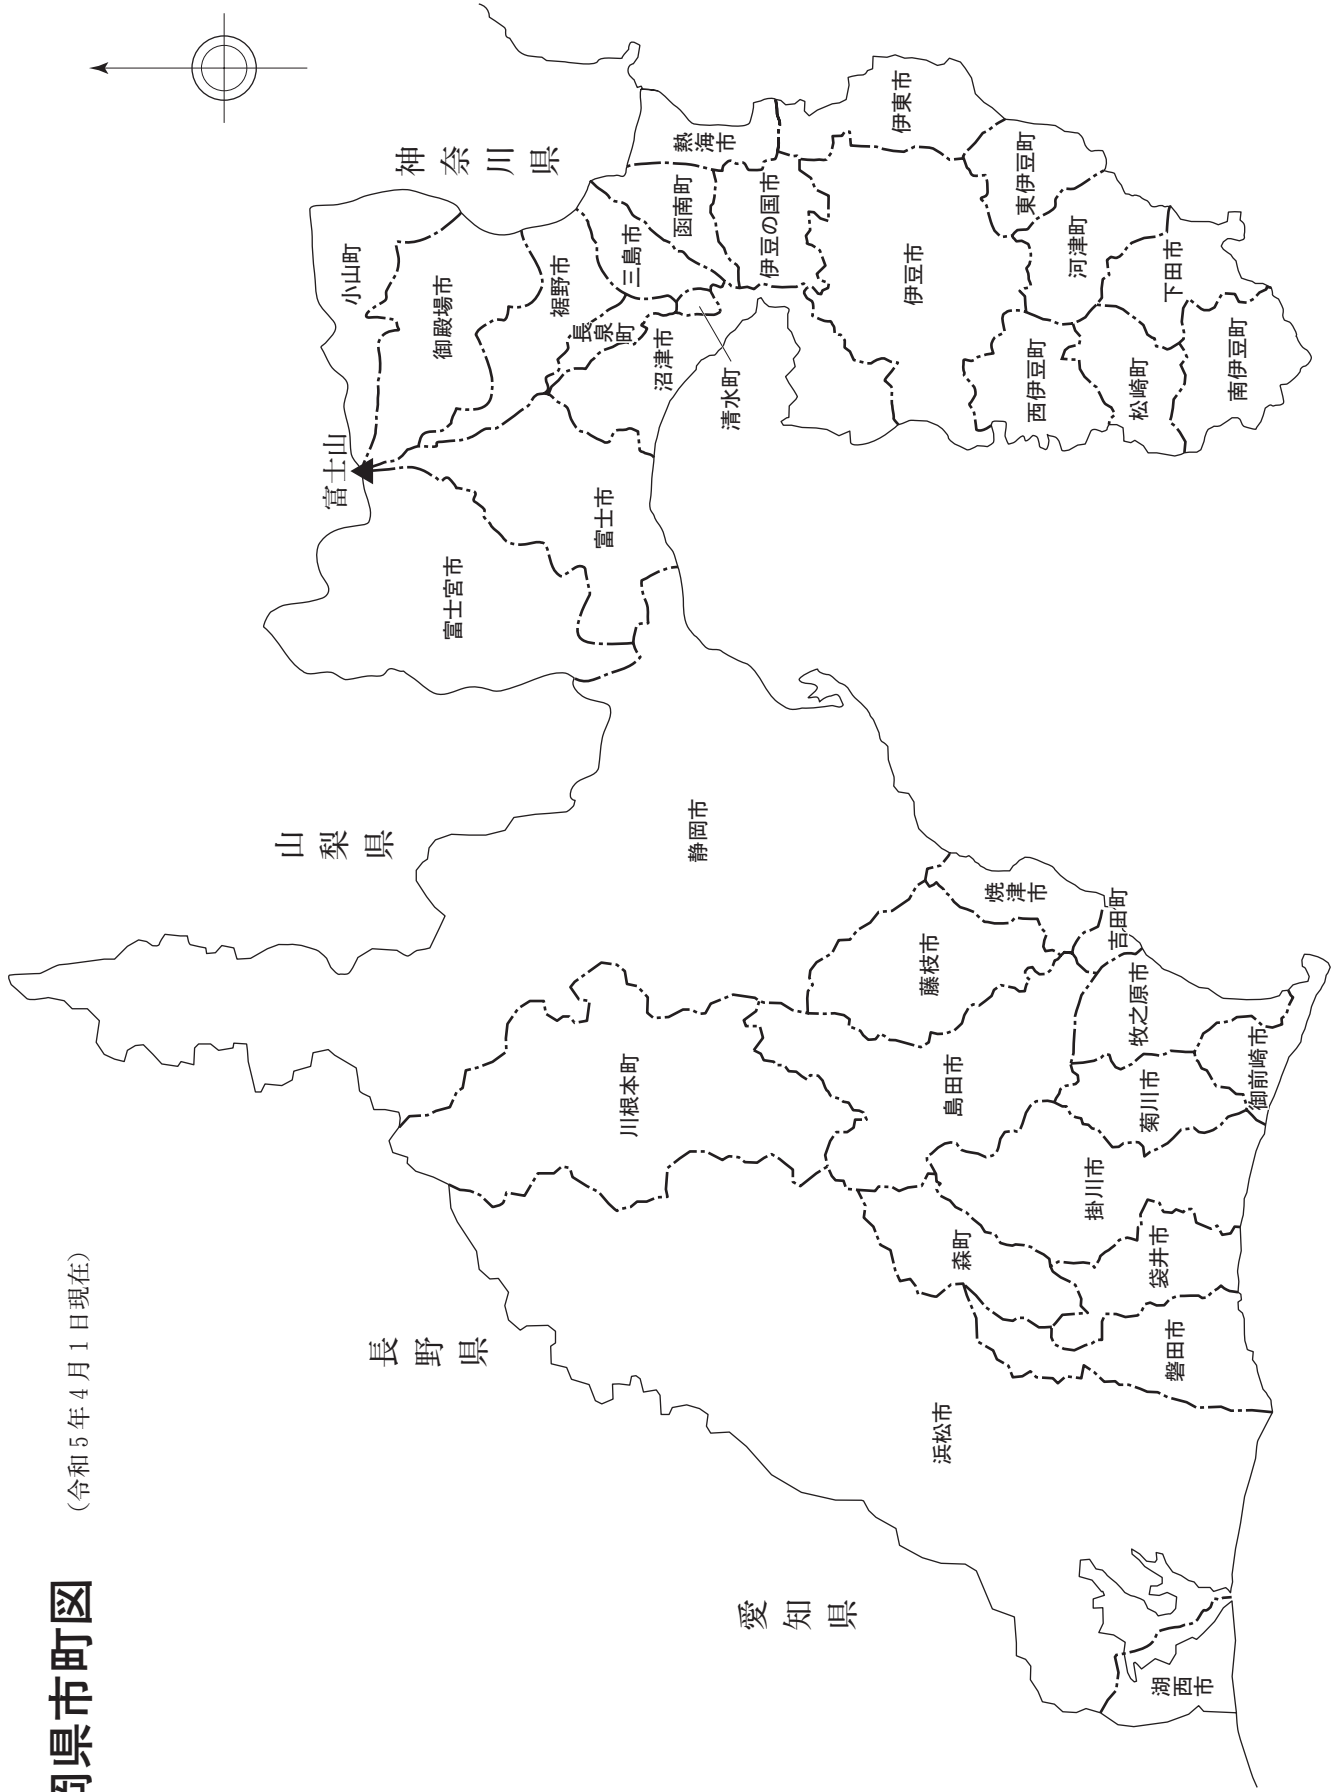 岡県市町図
(令和5年4月1日現在)
神奈川県
山梨県
長野県
愛知県
富士山
小山町
御殿場市
裾野市
三島市
長泉町
沼津市
清水町
函南町
熱海市
伊豆の国市
伊東市
伊豆市
東伊豆町
河津町
下田市
西伊豆町
松崎町
南伊豆町
富士市
富士宮市
静岡市
焼津市
藤枝市
吉田町
牧之原市
島田市
川根本町
御前崎市
菊川市
掛川市
森町
袋井市
磐田市
浜松市
湖西市